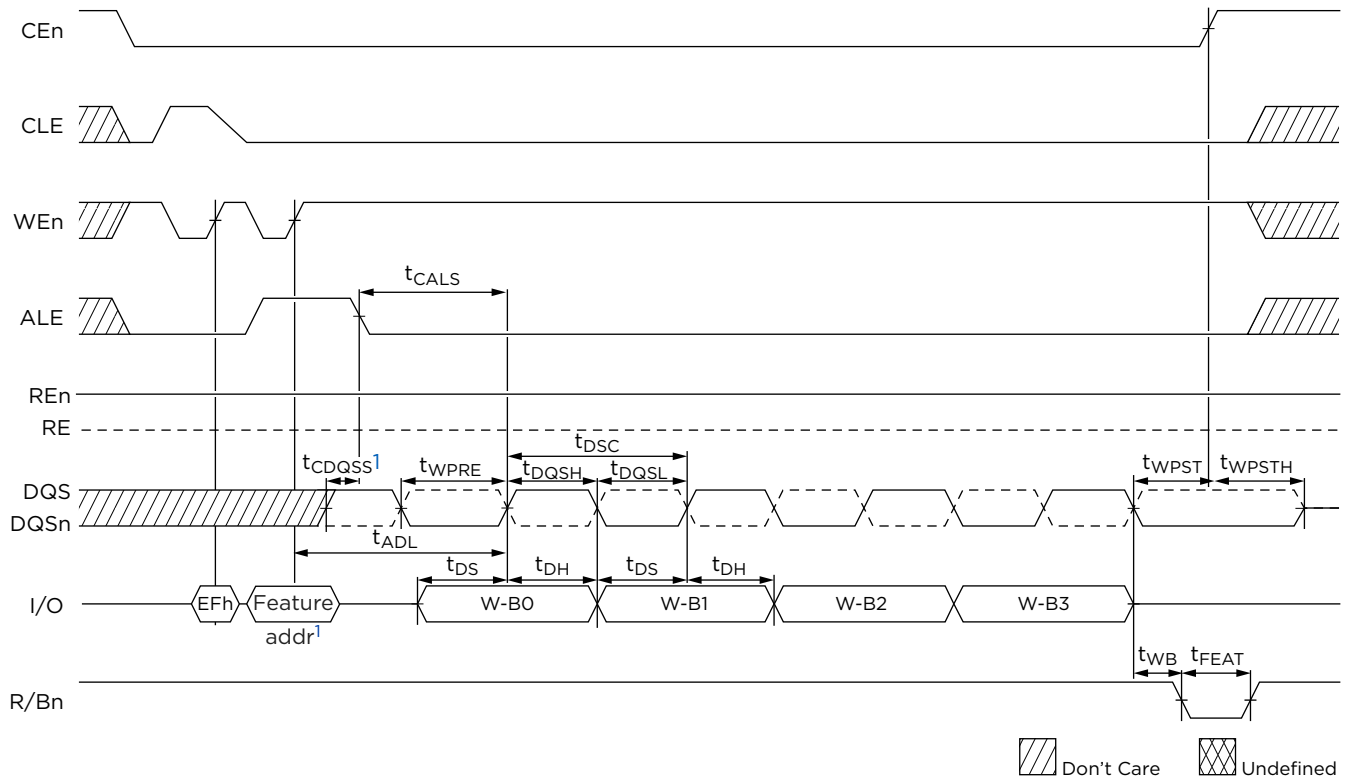 CEn
CLE
WEn
tCALS
ALE
REn
RE
tDSC
tCDQSS1 tWPRE tDQSH tDQSL tWPST tWPSTH
DQS
DQSn
tADL
tDS tDH tDS tDH
I/O EFh Feature W-B0 W-B1 W-B2 W-B3
addr1
tWB tFEAT
R/Bn
Don't Care Undefined